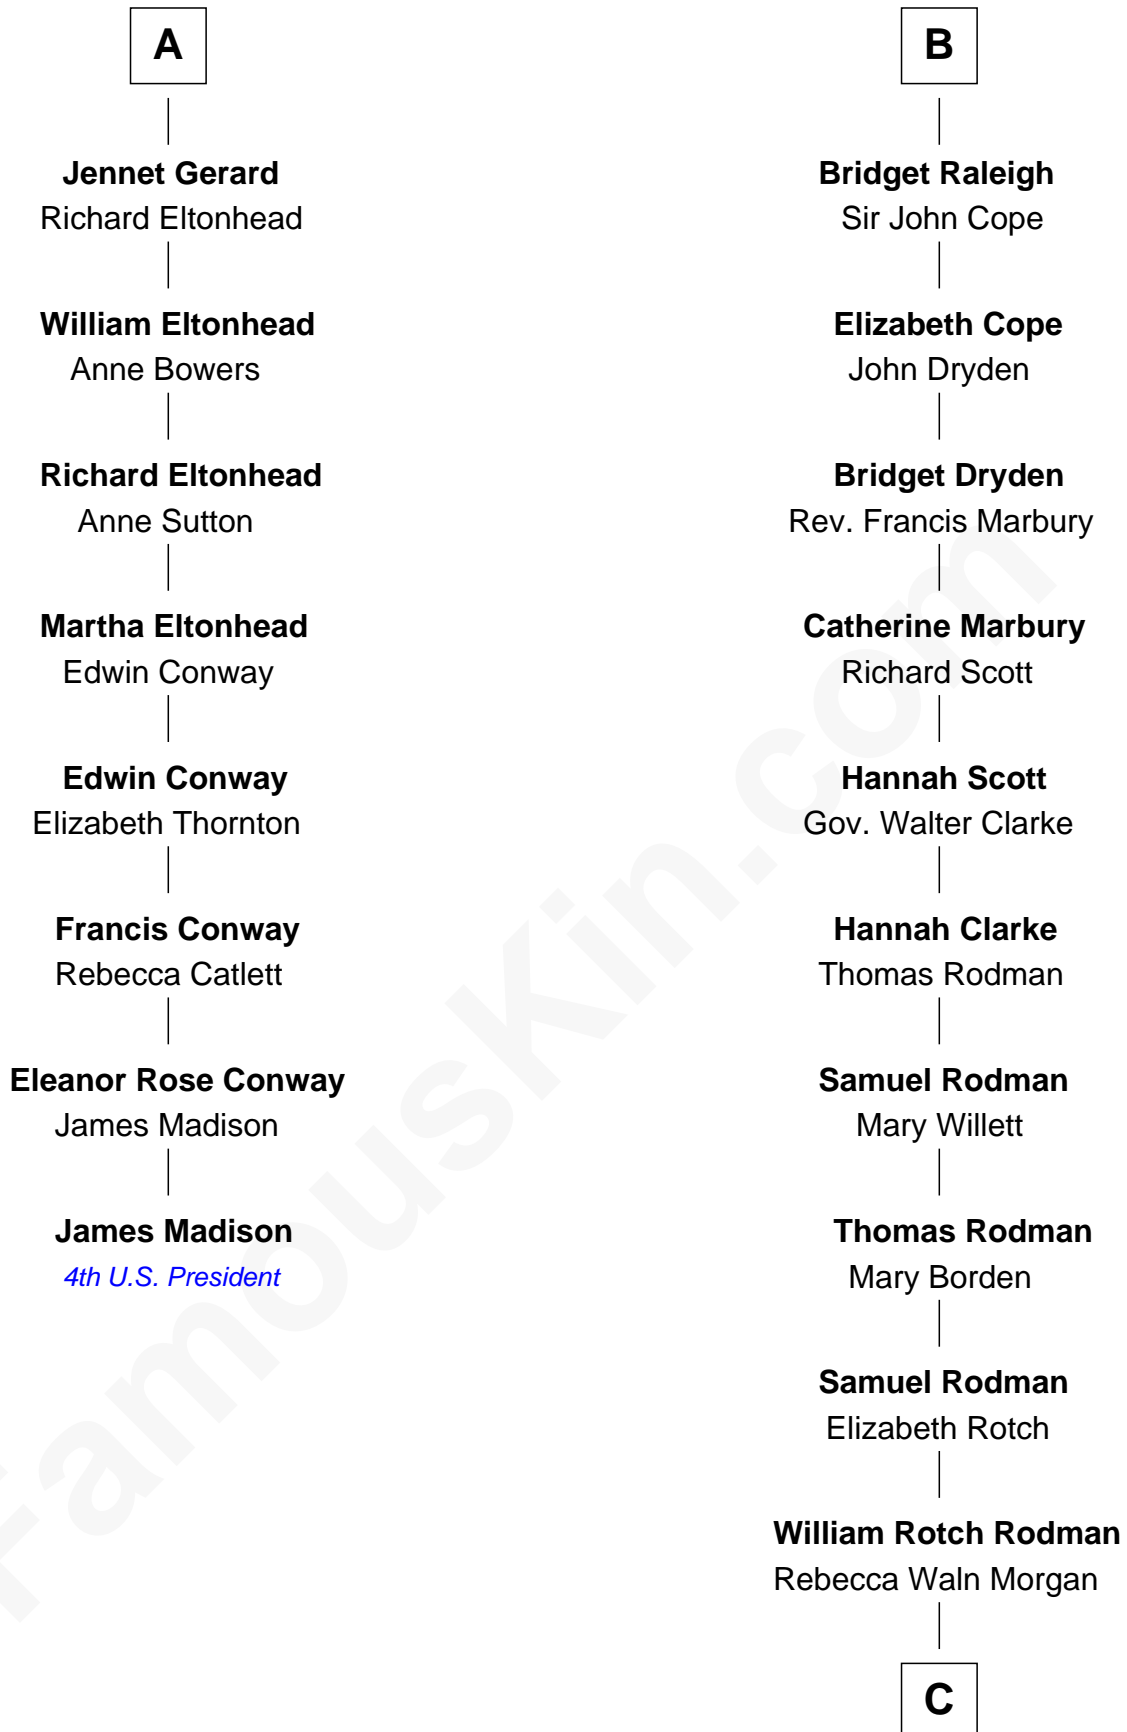 A
Jennet Gerard
Richard Eltonhead
William Eltonhead
Anne Bowers
Richard Eltonhead
Anne Sutton
Martha Eltonhead
Edwin Conway
Edwin Conway
Elizabeth Thornton
Francis Conway
Rebecca Catlett
Eleanor Rose Conway
James Madison
James Madison
4th U.S. President
B
Bridget Raleigh
Sir John Cope
Elizabeth Cope
John Dryden
Bridget Dryden
Rev. Francis Marbury
Catherine Marbury
Richard Scott
Hannah Scott
Gov. Walter Clarke
Hannah Clarke
Thomas Rodman
Samuel Rodman
Mary Willett
Thomas Rodman
Mary Borden
Samuel Rodman
Elizabeth Rotch
William Rotch Rodman
Rebecca Waln Morgan
C
FamousKin.com